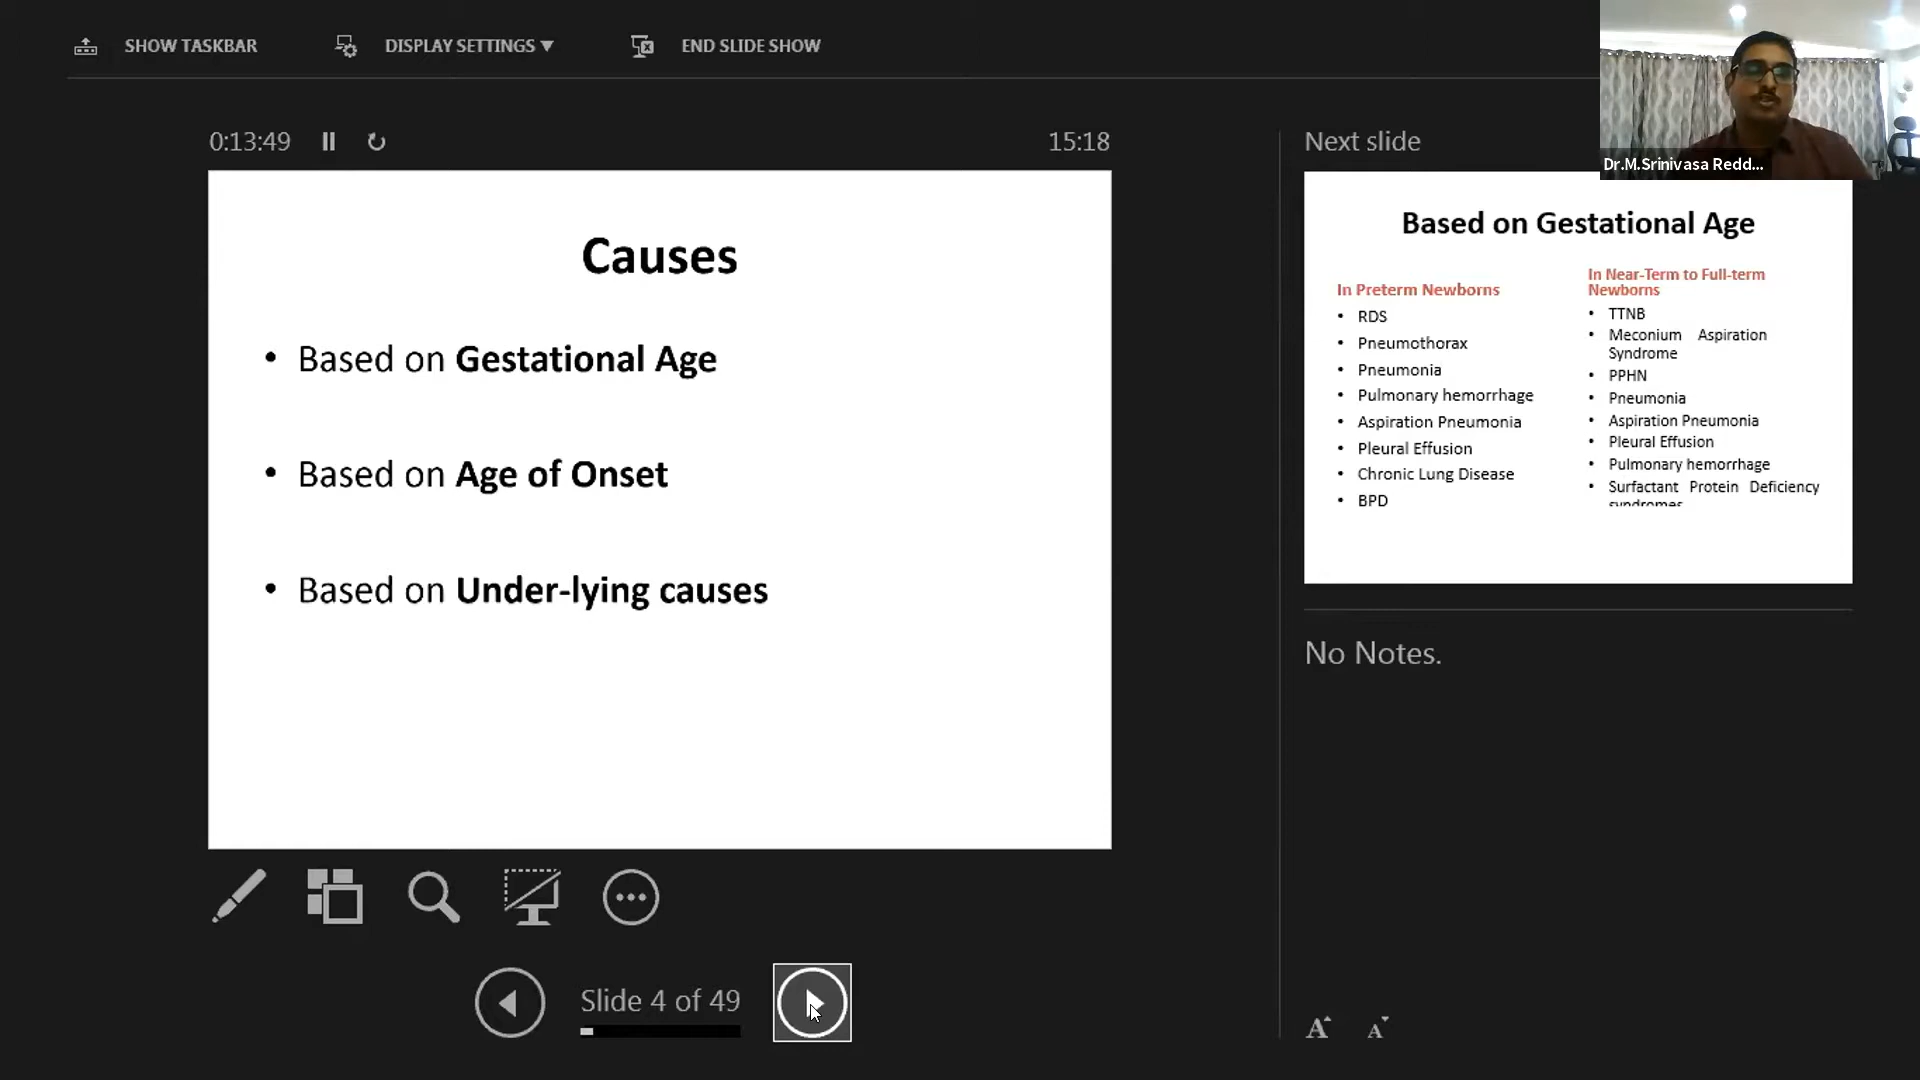 SHOW TASKBAR
DISPLAY SETTINGS ▼
END SLIDE SHOW
Dr.M.Srinivasa Redd...
0:13:49
15:18
Causes
• Based on Gestational Age
• Based on Age of Onset
• Based on Under-lying causes
Slide 4 of 49
Next slide
Based on Gestational Age
In Preterm Newborns
• RDS
• Pneumothorax
• Pneumonia
• Pulmonary hemorrhage
• Aspiration Pneumonia
• Pleural Effusion
• Chronic Lung Disease
• BPD
In Near-Term to Full-term
Newborns
• TTNB
• Meconium Aspiration
Syndrome
• PPHN
• Pneumonia
• Aspiration Pneumonia
• Pleural Effusion
• Pulmonary hemorrhage
• Surfactant Protein Deficiency
syndromes
No Notes.
A A